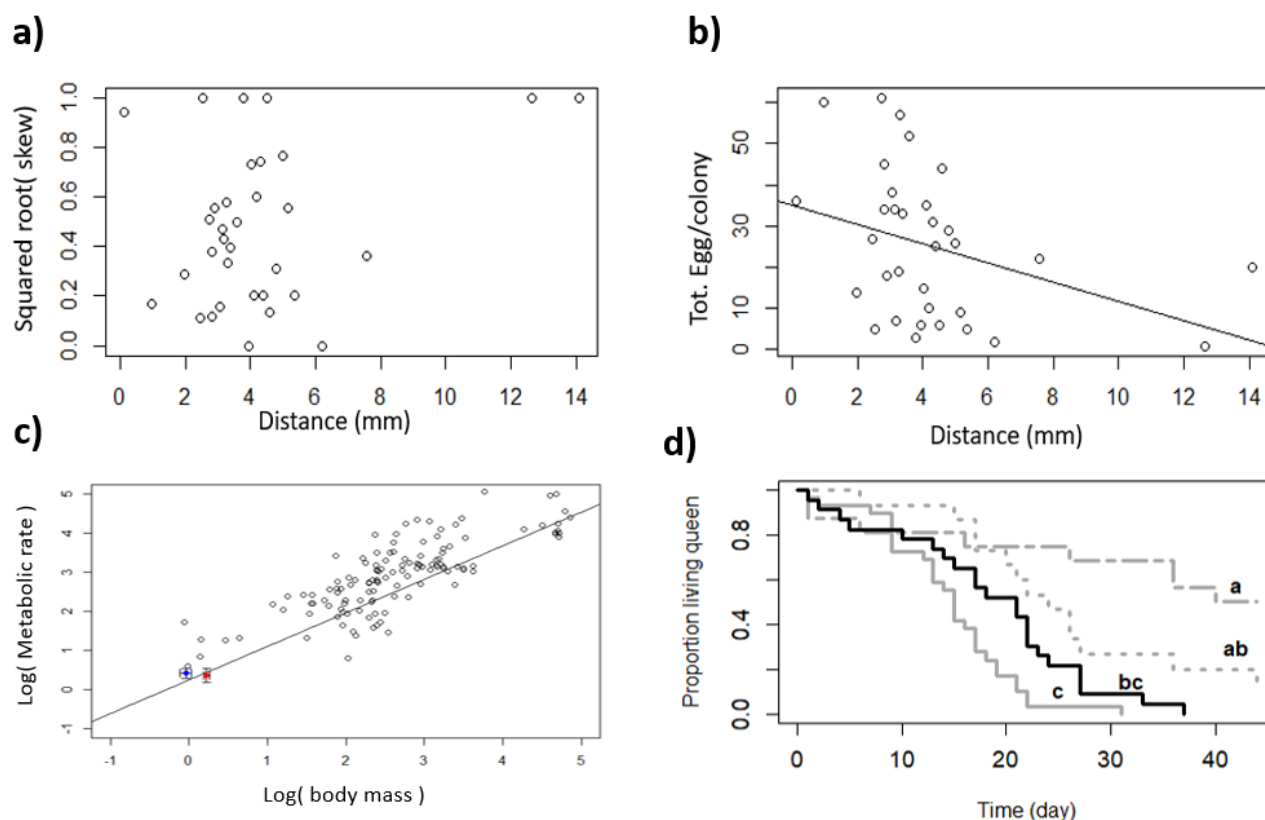 a)
Squared root( skew)
1.0
0.8
0.6
0.4
0.2
0.0
0 2 4 6 8 10 12 14
Distance (mm)
b)
Tot. Egg/colony
50
30
10
0
0 2 4 6 8 10 12 14
Distance (mm)
c)
Log( Metabolic rate )
5
4
3
2
1
0
-1
-1 0 1 2 3 4 5
Log( body mass )
d)
Proportion living queen
0.8
0.4
0.0
a
ab
bc
c
0 10 20 30 40
Time (day)